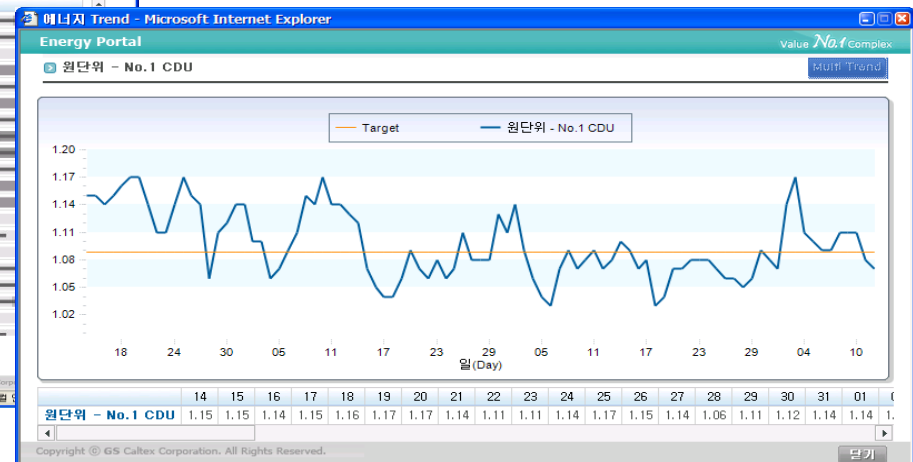 에너지 Trend - Microsoft Internet Explorer
Energy Portal
Value No.1 Complex
원단위 - No.1 CDU
Multi Trend
Target 원단위 - No.1 CDU
1.20
1.17
1.14
1.11
1.08
1.05
1.02
18 24 30 05 11 17 23 29 05 11 17 23 29 04 10
일(Day)
14 15 16 17 18 19 20 21 22 23 24 25 26 27 28 29 30 31 01
원단위 - No.1 CDU 1.15 1.15 1.14 1.15 1.16 1.17 1.17 1.14 1.11 1.11 1.14 1.17 1.15 1.14 1.06 1.11 1.12 1.14 1.14 1.
Copyright ⓒ GS Caltex Corporation. All Rights Reserved.
닫기